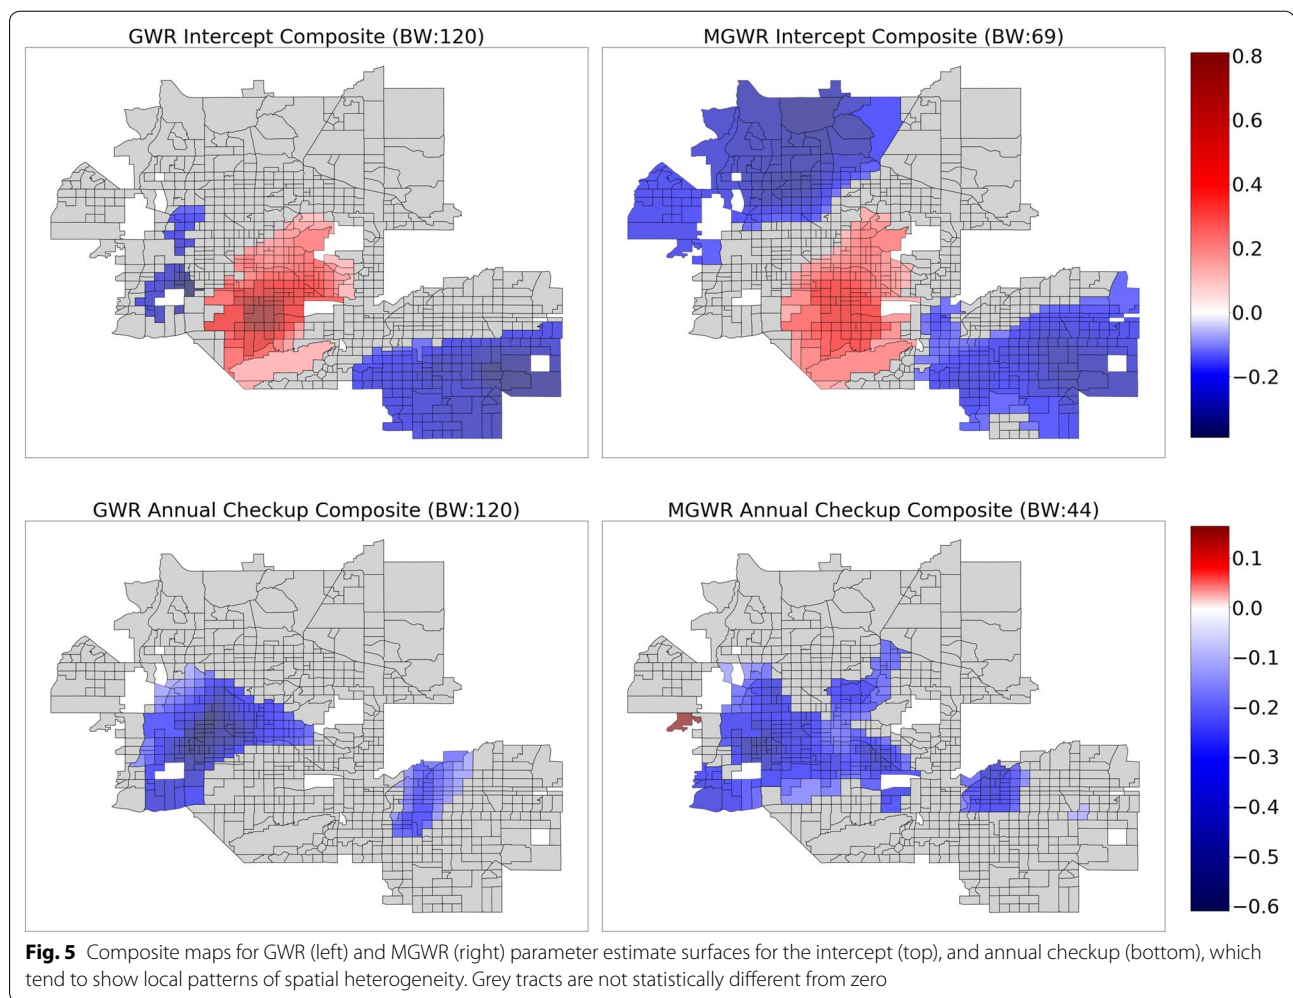 GWR Intercept Composite (BW:120)
MGWR Intercept Composite (BW:69)
0.8
0.6
0.4
0.2
0.0
−0.2
GWR Annual Checkup Composite (BW:120)
MGWR Annual Checkup Composite (BW:44)
0.1
0.0
−0.1
−0.2
−0.3
−0.4
−0.5
−0.6
Fig. 5 Composite maps for GWR (left) and MGWR (right) parameter estimate surfaces for the intercept (top), and annual checkup (bottom), which
tend to show local patterns of spatial heterogeneity. Grey tracts are not statistically different from zero